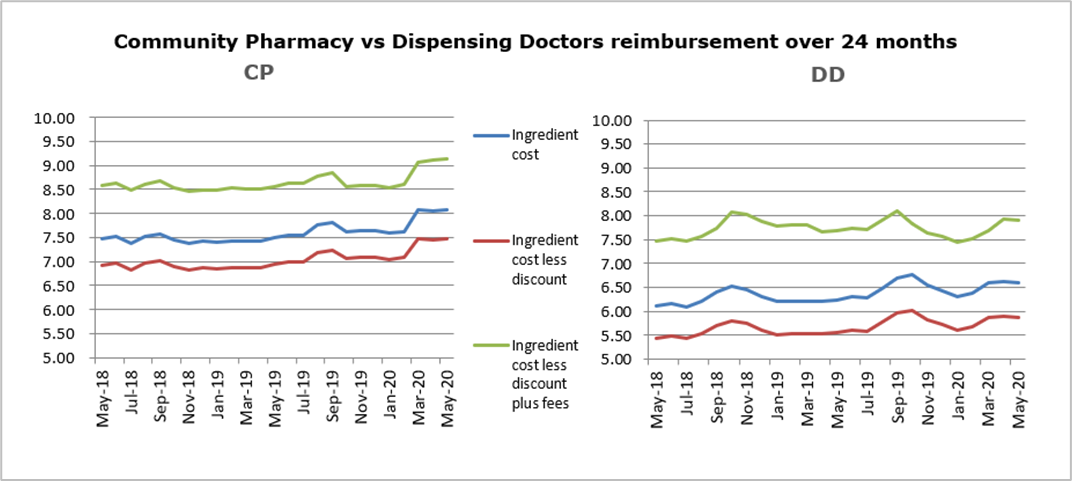 Community Pharmacy vs Dispensing Doctors reimbursement over 24 months
CP
10.00
9.50
9.00
8.50
8.00
7.50
7.00
6.50
6.00
5.50
5.00
May-18
Jul-18
Sep-18
Nov-18
Jan-19
Mar-19
May-19
Jul-19
Sep-19
Nov-19
Jan-20
Mar-20
May-20
Ingredient
cost
Ingredient
cost less
discount
Ingredient
cost less
discount
plus fees
DD
10.00
9.50
9.00
8.50
8.00
7.50
7.00
6.50
6.00
5.50
5.00
May-18
Jul-18
Sep-18
Nov-18
Jan-19
Mar-19
May-19
Jul-19
Sep-19
Nov-19
Jan-20
Mar-20
May-20